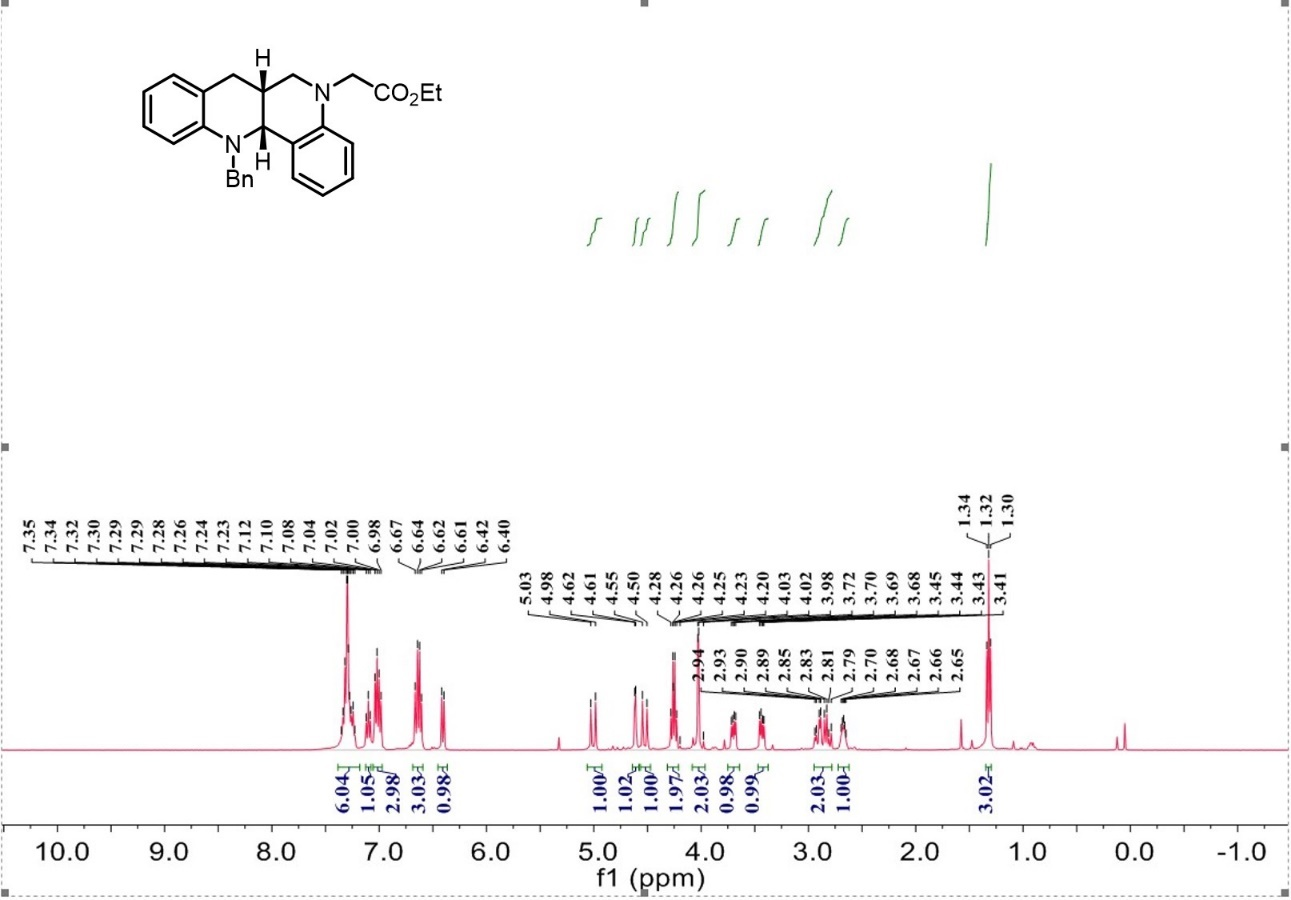 H
N
CO2Et
N
H
Bn
7.35 7.34 7.32 7.30 7.29 7.29 7.28 7.26 7.24 7.23 7.12 7.10 7.08 7.04 7.02 7.00 6.98 6.67 6.64 6.62 6.61 6.42 6.40
1.34 1.32 1.30
5.03 4.98 4.62 4.61 4.55 4.50 4.28 4.26 4.26 4.25 4.23 4.20 4.03 4.02 3.98 3.72 3.70 3.69 3.68 3.45 3.44 3.43 3.41
2.94 2.93 2.90 2.89 2.85 2.83 2.81 2.79 2.70 2.68 2.67 2.66 2.65
6.04 1.05 2.98 3.03 0.98 1.00 1.02 1.00 1.97 2.03 0.98 0.99 2.03 1.00 3.02
10.0 9.0 8.0 7.0 6.0 5.0 4.0 3.0 2.0 1.0 0.0 -1.0
f1 (ppm)